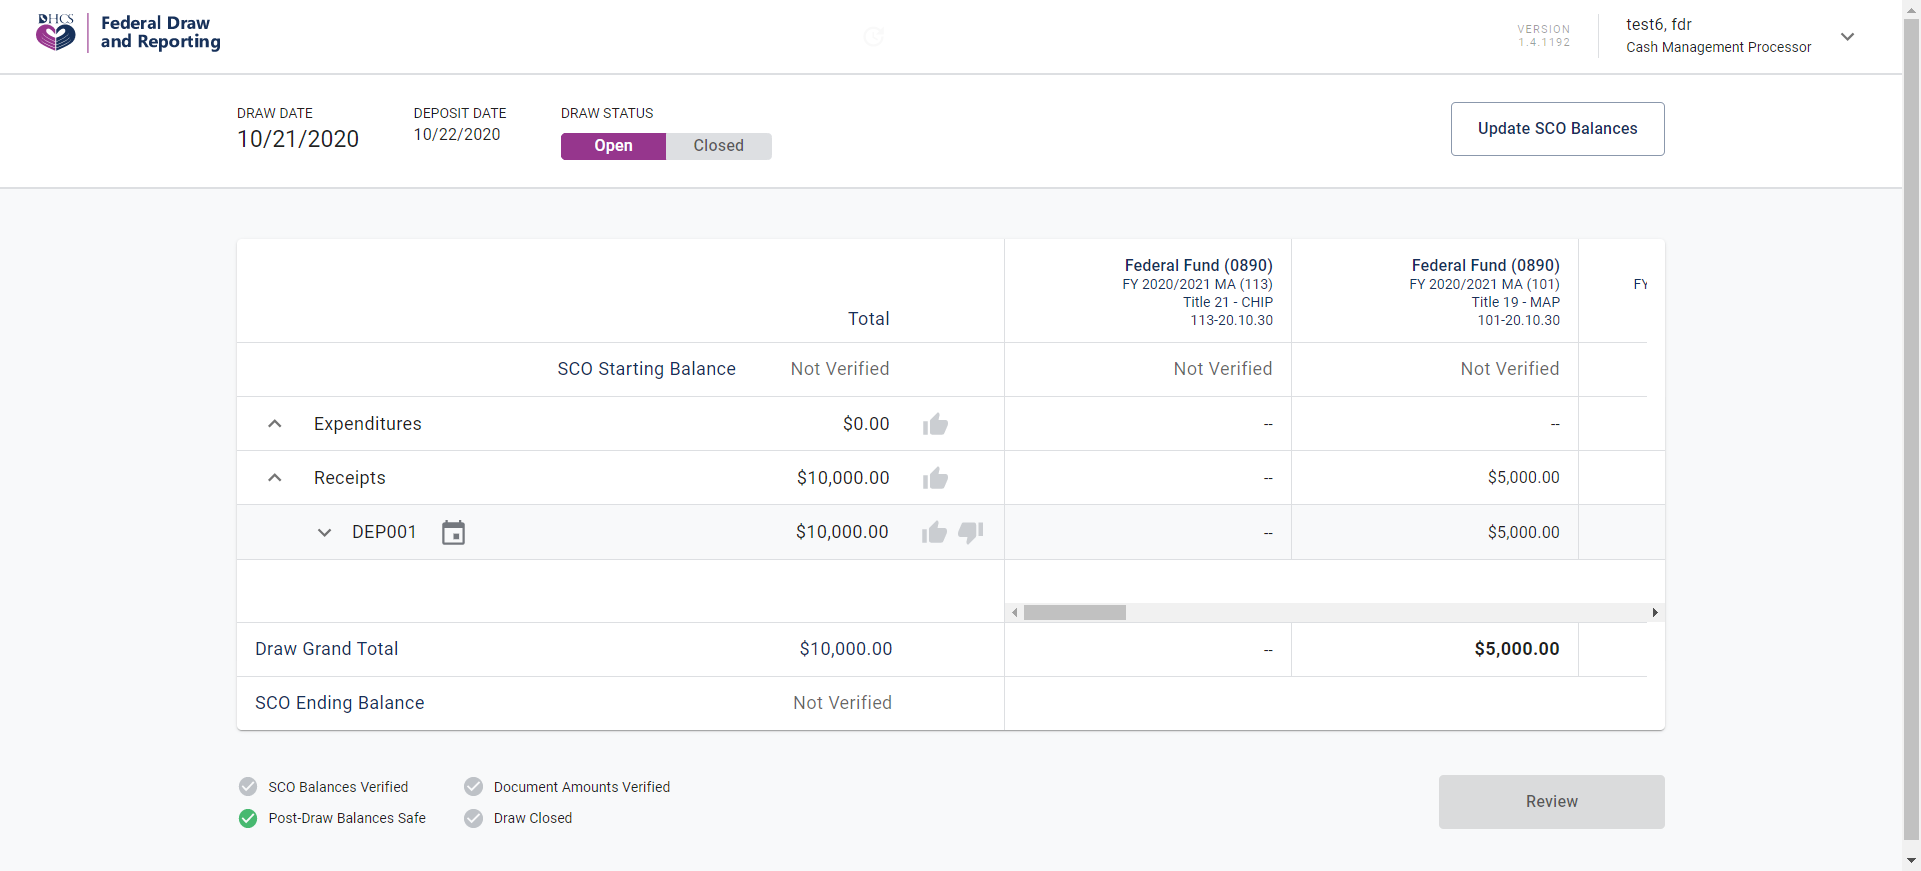 DHCS
Federal Draw
and Reporting
VERSION
1.4.1192
test6, fdr
Cash Management Processor
DRAW DATE
10/21/2020
DEPOSIT DATE
10/22/2020
DRAW STATUS
Open
Closed
Update SCO Balances
Total
Federal Fund (0890)
FY 2020/2021 MA (113)
Title 21 - CHIP
113-20.10.30
Federal Fund (0890)
FY 2020/2021 MA (101)
Title 19 - MAP
101-20.10.30
FY
SCO Starting Balance Not Verified Not Verified Not Verified
Expenditures $0.00 -- --
Receipts $10,000.00 -- $5,000.00
DEP001 $10,000.00 -- $5,000.00
Draw Grand Total $10,000.00 -- $5,000.00
SCO Ending Balance Not Verified
SCO Balances Verified
Document Amounts Verified
Post-Draw Balances Safe
Draw Closed
Review